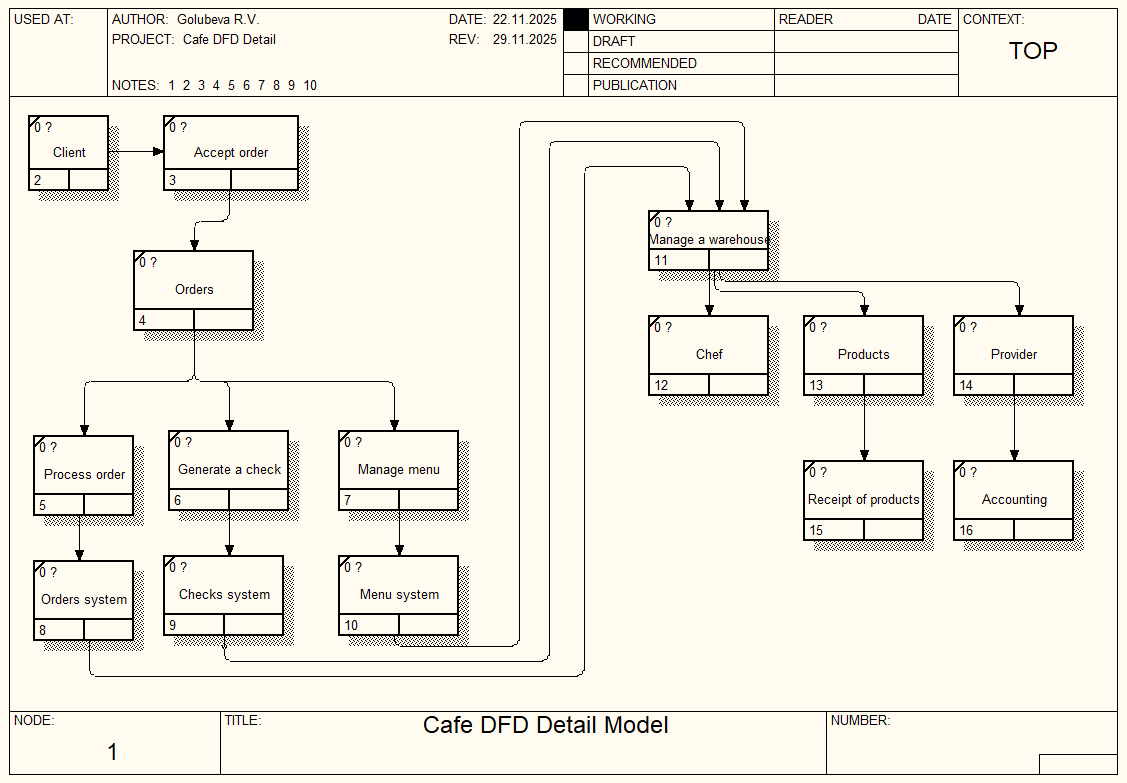 USED AT:
AUTHOR: Golubeva R.V.
DATE: 22.11.2025
PROJECT: Cafe DFD Detail
REV: 29.11.2025
NOTES: 1 2 3 4 5 6 7 8 9 10
WORKING
DRAFT
RECOMMENDED
PUBLICATION
READER DATE
CONTEXT:
TOP
0 ?
Client
2
0 ?
Accept order
3
0 ?
Orders
4
0 ?
Process order
5
0 ?
Generate a check
6
0 ?
Manage menu
7
0 ?
Orders system
8
0 ?
Checks system
9
0 ?
Menu system
10
0 ?
Manage a warehouse
11
0 ?
Chef
12
0 ?
Products
13
0 ?
Provider
14
0 ?
Receipt of products
15
0 ?
Accounting
16
NODE:
1
TITLE:
Cafe DFD Detail Model
NUMBER: